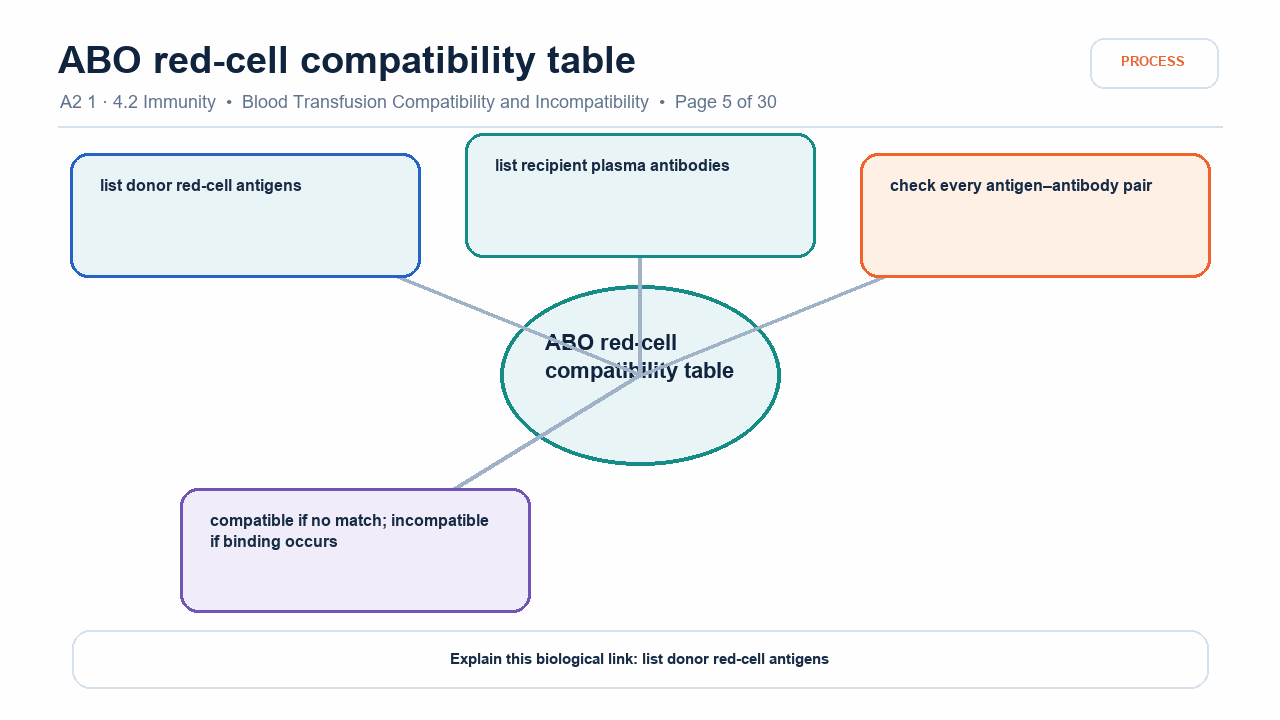 ABO red-cell compatibility table
PROCESS
A2 1 · 4.2 Immunity • Blood Transfusion Compatibility and Incompatibility • Page 5 of 30
list donor red-cell antigens
list recipient plasma antibodies
check every antigen–antibody pair
ABO red-cell
compatibility table
compatible if no match; incompatible
if binding occurs
Explain this biological link: list donor red-cell antigens